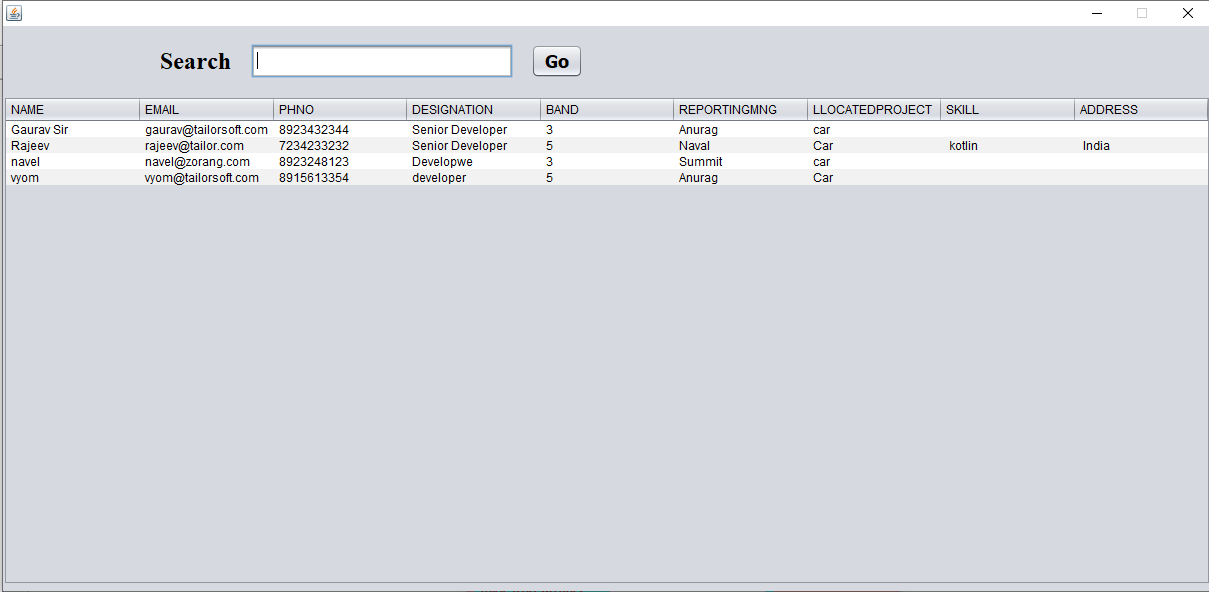 Search Go
NAME EMAIL PHNO DESIGNATION BAND REPORTINGMNG LLOCATEDPROJECT SKILL ADDRESS
Gaurav Sir gaurav@tailorsoft.com 8923432344 Senior Developer 3 Anurag car
Rajeev rajeev@tailor.com 7234233232 Senior Developer 5 Naval Car kotlin India
navel navel@zorang.com 8923248123 Developwe 3 Summit car
vyom vyom@tailorsoft.com 8915613354 developer 5 Anurag Car